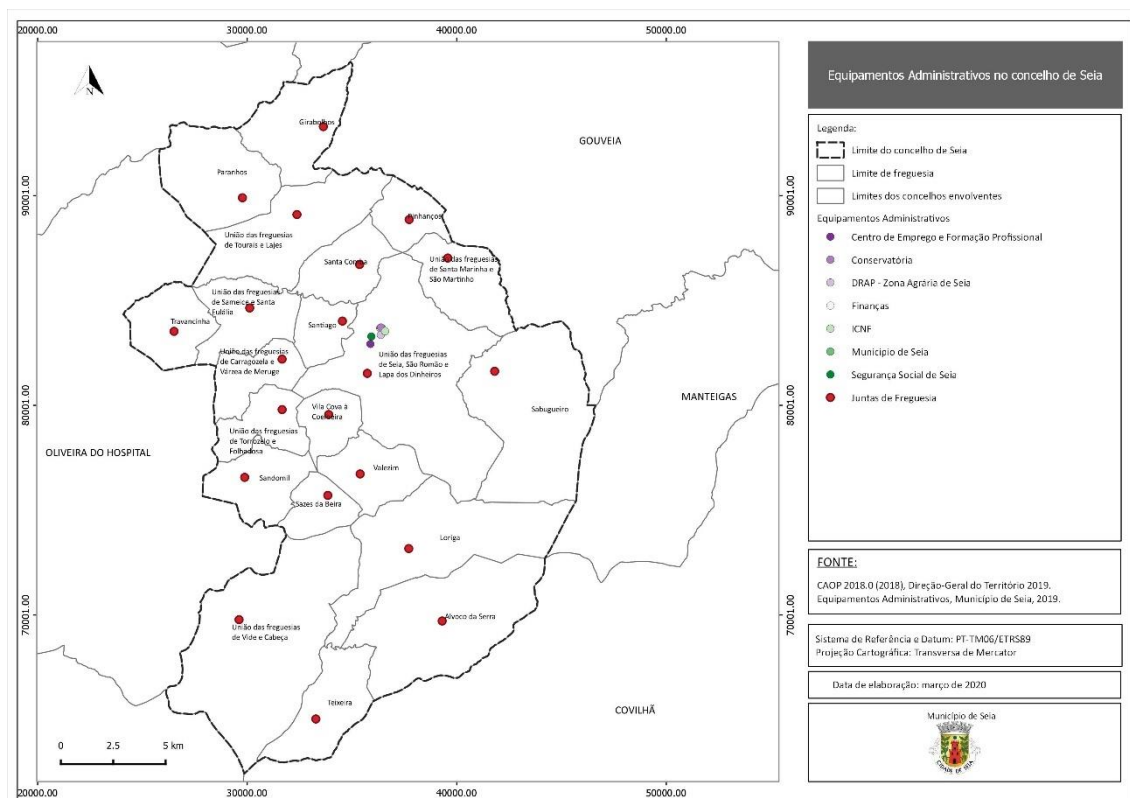 20000.00
30000.00
40000.00
50000.00
90001.00
80001.00
70001.00
90001.00
80001.00
70001.00
N
Girabolhos
GOUVEIA
Paranhos
Pinhanços
União das freguesias
de Tourais e Lajes
Santa Comba
União das freguesias
de Santa Marinha e
São Martinho
União das freguesias
de Sameice e Santa
Eulália
Travancinha
Santiago
União das freguesias
de Carragozela e
Várzea de Meruge
União das freguesias
de Seia, São Romão e
Lapa dos Dinheiros
MANTEIGAS
Sabugueiro
Vila Cova à
Coelheira
União das freguesias
de Torrozelo e
Folhadosa
OLIVEIRA DO HOSPITAL
Sandomil
Valezim
Sazes da Beira
Loriga
Alvoco da Serra
União das freguesias
de Vide e Cabeça
Teixeira
COVILHÃ
0 2.5 5 km
20000.00
30000.00
40000.00
50000.00
Equipamentos Administrativos no concelho de Seia
Legenda:
Limite do concelho de Seia
Limite de freguesia
Limites dos concelhos envolventes
Equipamentos Administrativos
Centro de Emprego e Formação Profissional
Conservatória
DRAP - Zona Agrária de Seia
Finanças
ICNF
Município de Seia
Segurança Social de Seia
Juntas de Freguesia
FONTE:
CAOP 2018.0 (2018), Direção-Geral do Território 2019.
Equipamentos Administrativos, Município de Seia, 2019.
Sistema de Referência e Datum: PT-TM06/ETRS89
Projeção Cartográfica: Transversa de Mercator
Data de elaboração: março de 2020
Município de Seia
CIDADE DE SEIA